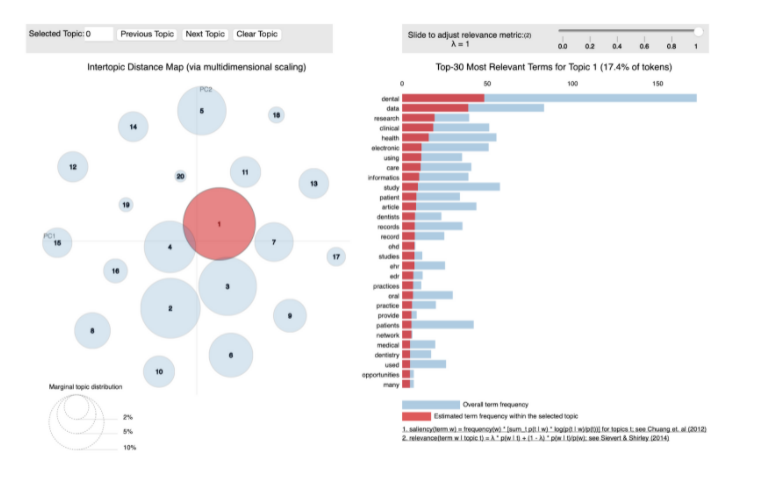 Selected Topic: 0 Previous Topic Next Topic Clear Topic
Slide to adjust relevance metric:(2)
λ = 1
0.0 0.2 0.4 0.6 0.8 1
Intertopic Distance Map (via multidimensional scaling)
PC2
5
18
14
12
20
11
13
19
1
PC1
15
4
7
17
16
3
2
9
8
6
10
Marginal topic distribution
2%
5%
10%
Top-30 Most Relevant Terms for Topic 1 (17.4% of tokens)
0 50 100 150
dental
data
research
clinical
health
electronic
using
care
informatics
study
patient
article
dentists
records
record
ohd
studies
ehr
edr
practices
oral
practice
provide
patients
network
medical
dentistry
used
opportunities
many
Overall term frequency
Estimated term frequency within the selected topic
1. saliency(term w) = frequency(w) * [sum_t p(t | w) * log(p(t | w)/p(t))] for topics t; see Chuang et. al (2012)
2. relevance(term w | topic t) = λ * p(w | t) + (1 - λ) * p(w | t)/p(w); see Sievert & Shirley (2014)